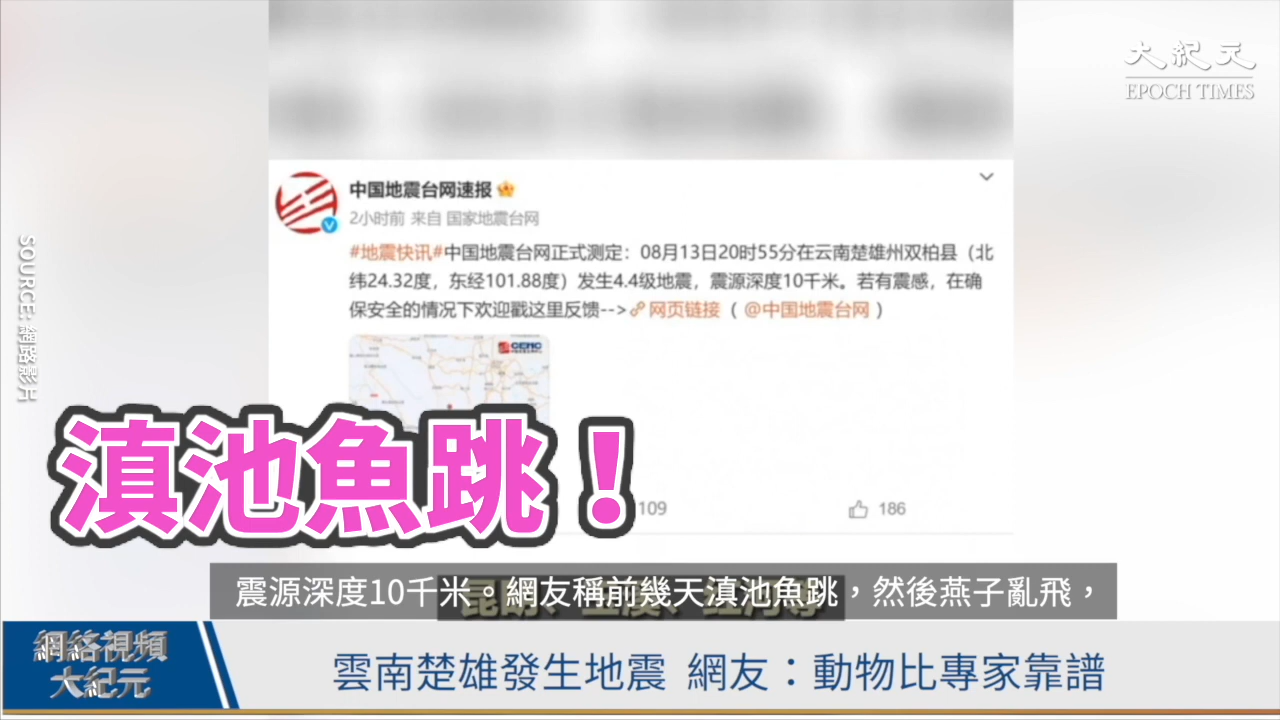 大紀元
EPOCH TIMES
中国地震台网速报
2小时前 来自 国家地震台网
#地震快讯#中国地震台网正式测定：08月13日20时55分在云南楚雄州双柏县（北
纬24.32度，东经101.88度）发生4.4级地震，震源深度10千米。若有震感，在确
保安全的情况下欢迎戳这里反馈-->网页链接（ @中国地震台网 ）
SOURCE: 網路影片
CENC
滇池魚跳！
109
186
震源深度10千米。網友稱前幾天滇池魚跳，然後燕子亂飛，
網絡視頻
大紀元
雲南楚雄發生地震 網友：動物比專家靠譜